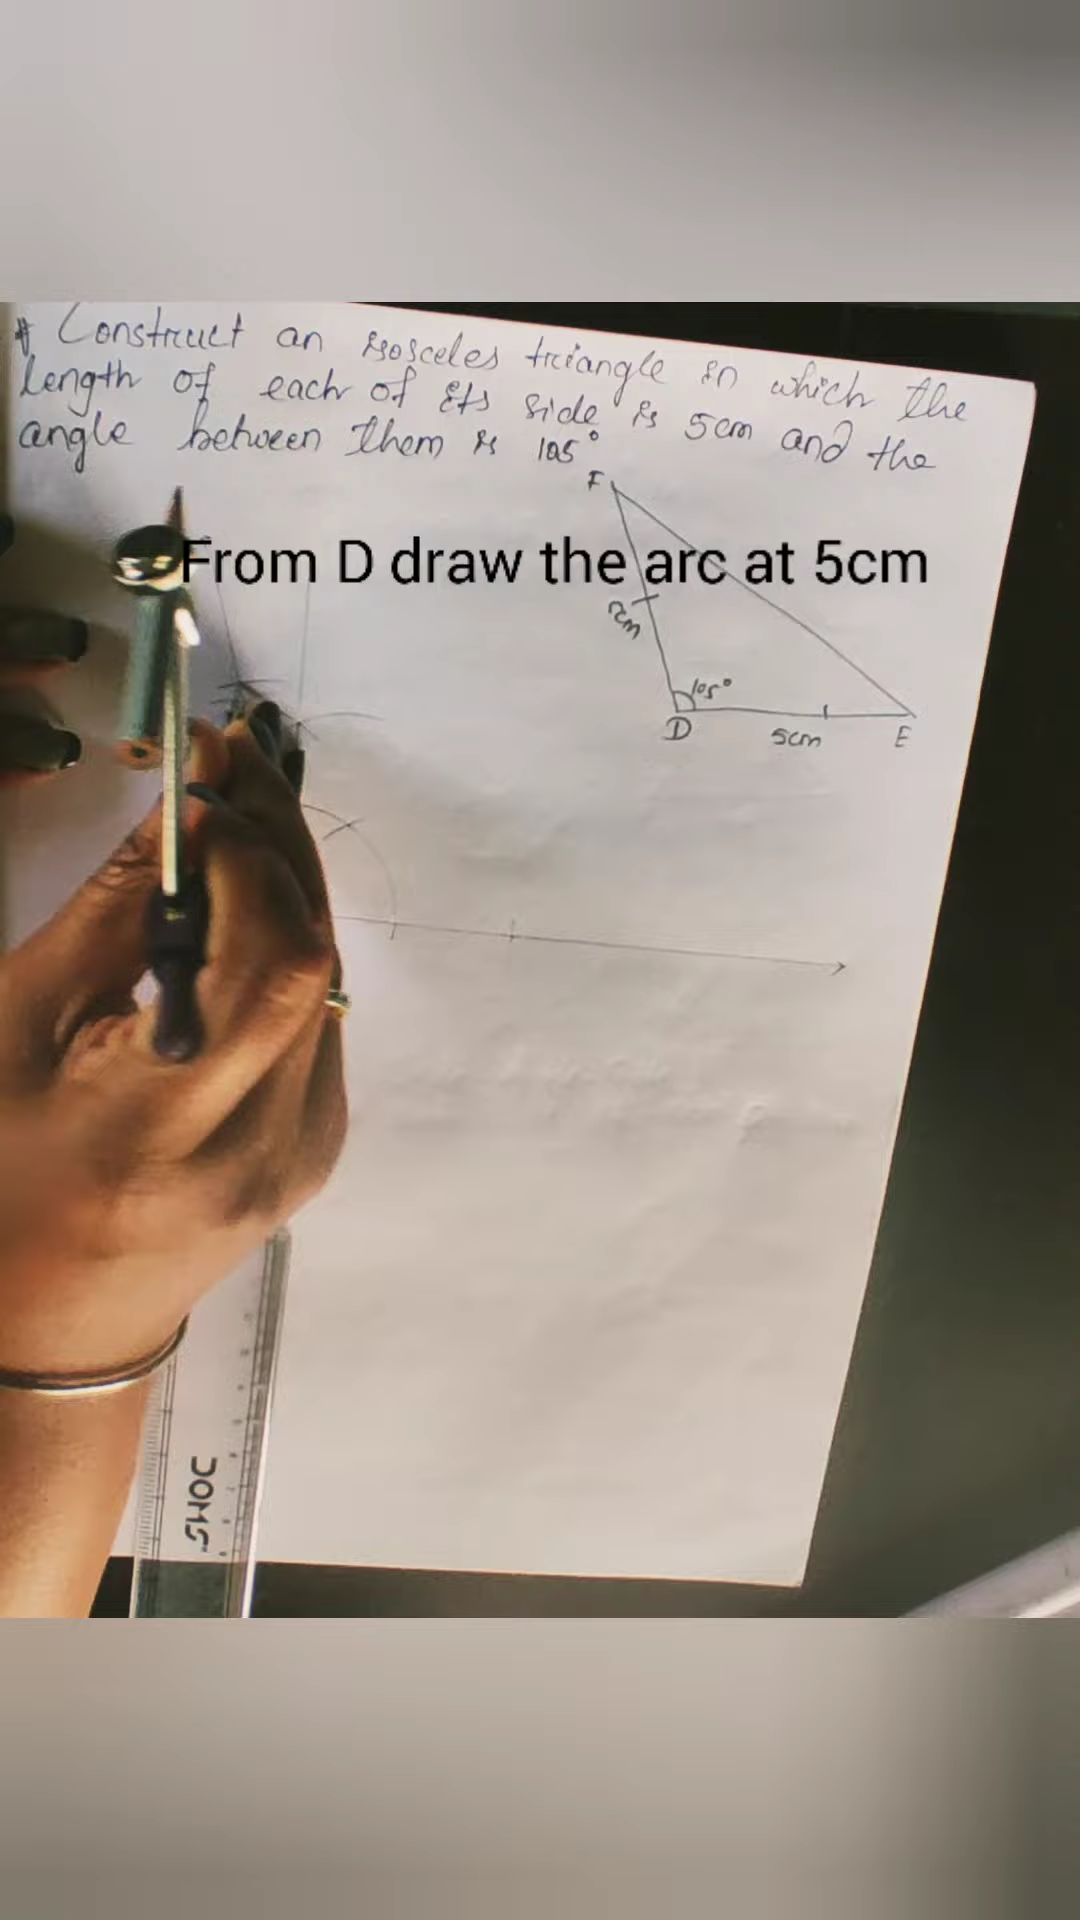 # Construct an isosceles triangle in which the
length of each of its side is 5cm and the
angle between them is 105°
F
From D draw the arc at 5cm
105°
D
5cm
E
DOMS